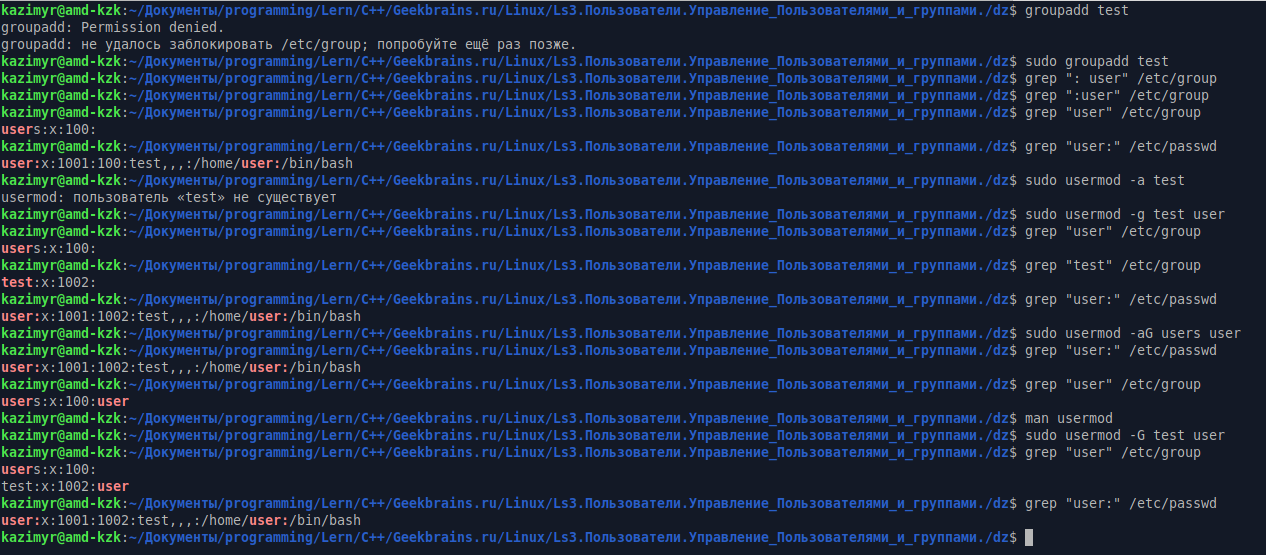 kazimyr@amd-kzk:~/Документы/programming/Lern/C++/Geekbrains.ru/Linux/Ls3.Пользователи.Управление_Пользователями_и_группами./dz$ groupadd test
groupadd: Permission denied.
groupadd: не удалось заблокировать /etc/group; попробуйте ещё раз позже.
kazimyr@amd-kzk:~/Документы/programming/Lern/C++/Geekbrains.ru/Linux/Ls3.Пользователи.Управление_Пользователями_и_группами./dz$ sudo groupadd test
kazimyr@amd-kzk:~/Документы/programming/Lern/C++/Geekbrains.ru/Linux/Ls3.Пользователи.Управление_Пользователями_и_группами./dz$ grep ": user" /etc/group
kazimyr@amd-kzk:~/Документы/programming/Lern/C++/Geekbrains.ru/Linux/Ls3.Пользователи.Управление_Пользователями_и_группами./dz$ grep ":user" /etc/group
kazimyr@amd-kzk:~/Документы/programming/Lern/C++/Geekbrains.ru/Linux/Ls3.Пользователи.Управление_Пользователями_и_группами./dz$ grep "user" /etc/group
users:x:100:
kazimyr@amd-kzk:~/Документы/programming/Lern/C++/Geekbrains.ru/Linux/Ls3.Пользователи.Управление_Пользователями_и_группами./dz$ grep "user:" /etc/passwd
user:x:1001:100:test,,,:/home/user:/bin/bash
kazimyr@amd-kzk:~/Документы/programming/Lern/C++/Geekbrains.ru/Linux/Ls3.Пользователи.Управление_Пользователями_и_группами./dz$ sudo usermod -a test
usermod: пользователь «test» не существует
kazimyr@amd-kzk:~/Документы/programming/Lern/C++/Geekbrains.ru/Linux/Ls3.Пользователи.Управление_Пользователями_и_группами./dz$ sudo usermod -g test user
kazimyr@amd-kzk:~/Документы/programming/Lern/C++/Geekbrains.ru/Linux/Ls3.Пользователи.Управление_Пользователями_и_группами./dz$ grep "user" /etc/group
users:x:100:
kazimyr@amd-kzk:~/Документы/programming/Lern/C++/Geekbrains.ru/Linux/Ls3.Пользователи.Управление_Пользователями_и_группами./dz$ grep "test" /etc/group
test:x:1002:
kazimyr@amd-kzk:~/Документы/programming/Lern/C++/Geekbrains.ru/Linux/Ls3.Пользователи.Управление_Пользователями_и_группами./dz$ grep "user:" /etc/passwd
user:x:1001:1002:test,,,:/home/user:/bin/bash
kazimyr@amd-kzk:~/Документы/programming/Lern/C++/Geekbrains.ru/Linux/Ls3.Пользователи.Управление_Пользователями_и_группами./dz$ sudo usermod -aG users user
kazimyr@amd-kzk:~/Документы/programming/Lern/C++/Geekbrains.ru/Linux/Ls3.Пользователи.Управление_Пользователями_и_группами./dz$ grep "user:" /etc/passwd
user:x:1001:1002:test,,,:/home/user:/bin/bash
kazimyr@amd-kzk:~/Документы/programming/Lern/C++/Geekbrains.ru/Linux/Ls3.Пользователи.Управление_Пользователями_и_группами./dz$ grep "user" /etc/group
users:x:100:user
kazimyr@amd-kzk:~/Документы/programming/Lern/C++/Geekbrains.ru/Linux/Ls3.Пользователи.Управление_Пользователями_и_группами./dz$ man usermod
kazimyr@amd-kzk:~/Документы/programming/Lern/C++/Geekbrains.ru/Linux/Ls3.Пользователи.Управление_Пользователями_и_группами./dz$ sudo usermod -G test user
kazimyr@amd-kzk:~/Документы/programming/Lern/C++/Geekbrains.ru/Linux/Ls3.Пользователи.Управление_Пользователями_и_группами./dz$ grep "user" /etc/group
users:x:100:
test:x:1002:user
kazimyr@amd-kzk:~/Документы/programming/Lern/C++/Geekbrains.ru/Linux/Ls3.Пользователи.Управление_Пользователями_и_группами./dz$ grep "user:" /etc/passwd
user:x:1001:1002:test,,,:/home/user:/bin/bash
kazimyr@amd-kzk:~/Документы/programming/Lern/C++/Geekbrains.ru/Linux/Ls3.Пользователи.Управление_Пользователями_и_группами./dz$